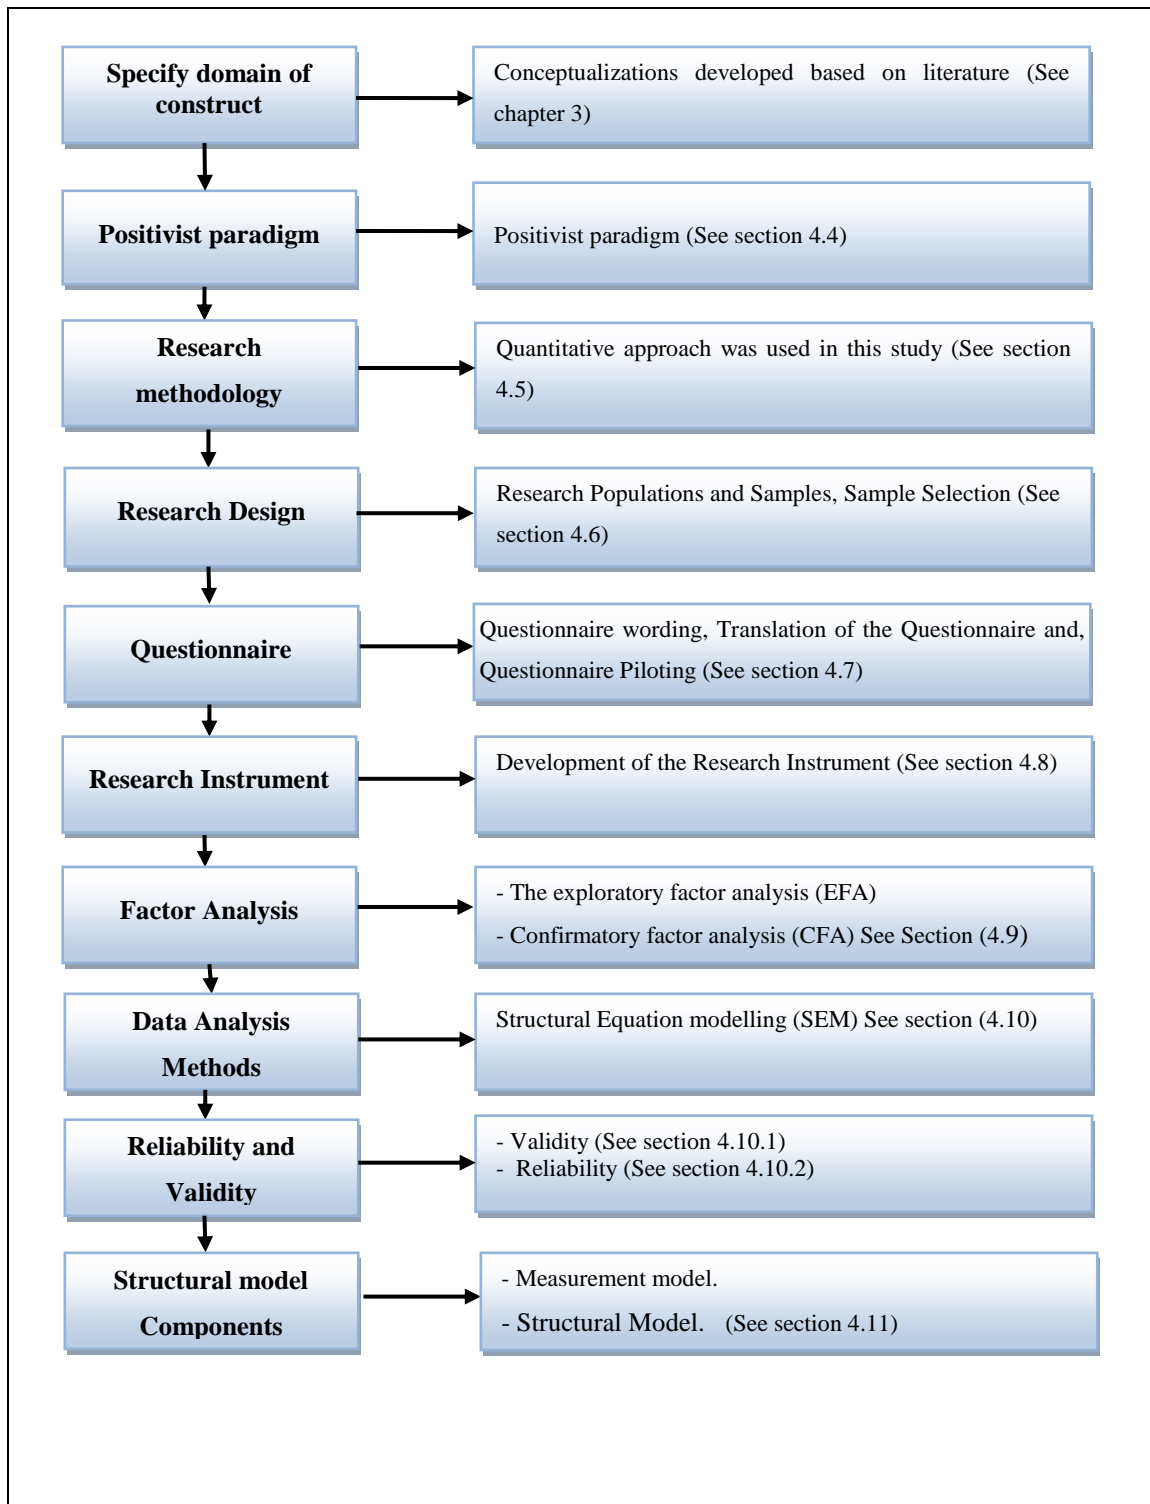 Specify domain of
construct
Conceptualizations developed based on literature (See
chapter 3)
Positivist paradigm
Positivist paradigm (See section 4.4)
Research
methodology
Quantitative approach was used in this study (See section
4.5)
Research Design
Research Populations and Samples, Sample Selection (See
section 4.6)
Questionnaire
Questionnaire wording, Translation of the Questionnaire and,
Questionnaire Piloting (See section 4.7)
Research Instrument
Development of the Research Instrument (See section 4.8)
Factor Analysis
- The exploratory factor analysis (EFA)
- Confirmatory factor analysis (CFA) See Section (4.9)
Data Analysis
Methods
Structural Equation modelling (SEM) See section (4.10)
Reliability and
Validity
- Validity (See section 4.10.1)
- Reliability (See section 4.10.2)
Structural model
Components
- Measurement model.
- Structural Model. (See section 4.11)